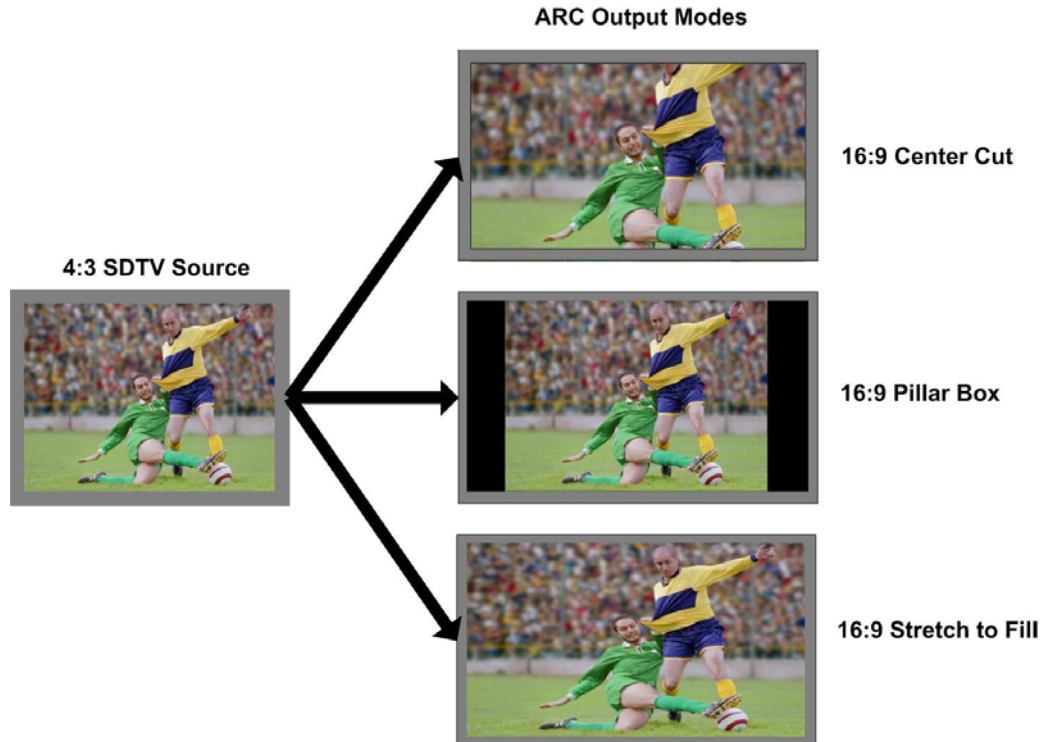 ARC Output Modes
16:9 Center Cut
4:3 SDTV Source
16:9 Pillar Box
16:9 Stretch to Fill